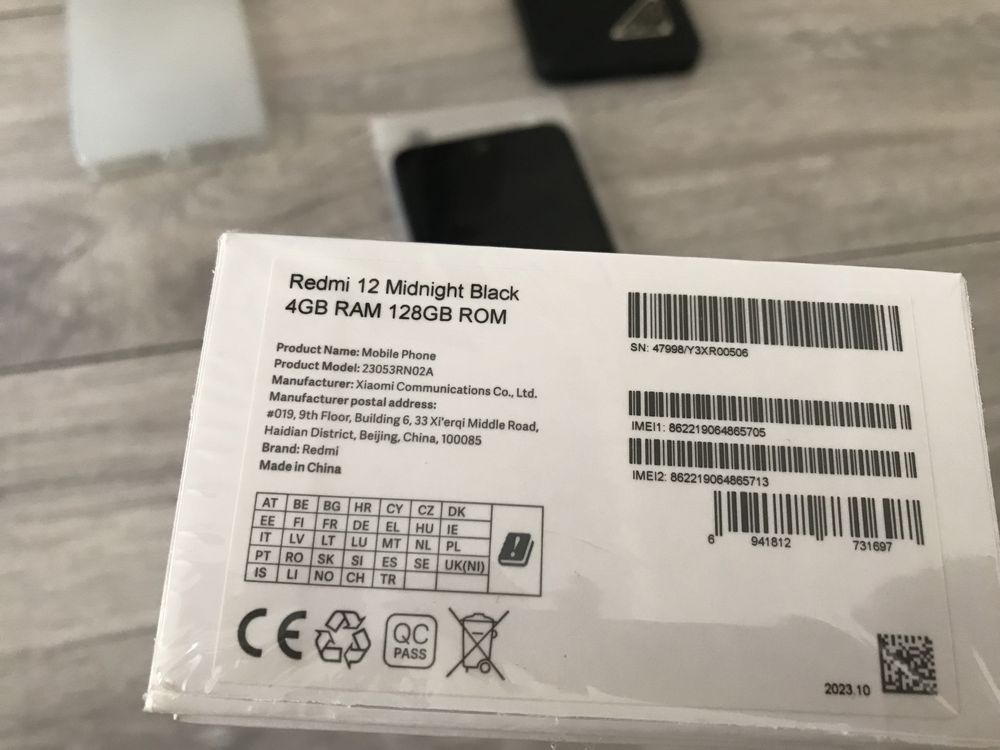 Redmi 12 Midnight Black
4GB RAM 128GB ROM
Product Name: Mobile Phone
Product Model: 23053RN02A
Manufacturer: Xiaomi Communications Co., Ltd.
Manufacturer postal address:
#019, 9th Floor, Building 6, 33 Xi'erqi Middle Road,
Haidian District, Beijing, China, 100085
Brand: Redmi
Made in China
AT BE BG HR CY CZ DK
EE FI FR DE EL HU IE
IT LV LT LU MT NL PL
PT RO SK SI ES SE UK(NI)
IS LI NO CH TR
CE
QC
PASS
SN: 47998/Y3XR00506
IMEI1: 862219064865705
IMEI2: 862219064865713
6 941812 731697
2023.10